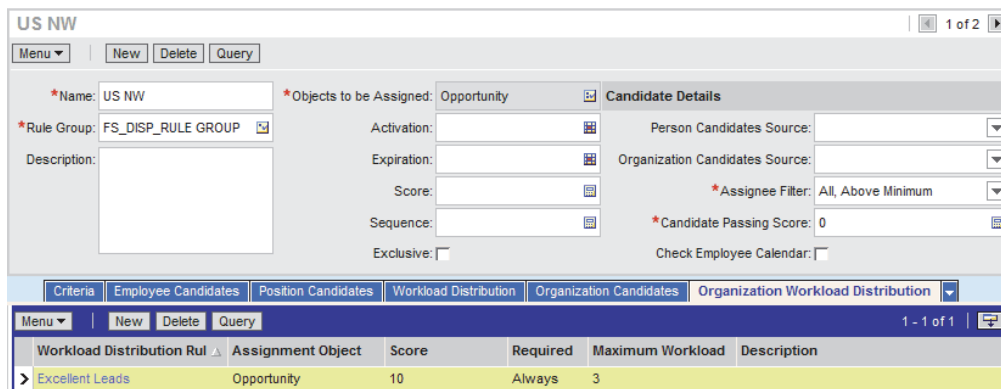 US NW
1 of 2
Menu New Delete Query
*Name: US NW *Objects to be Assigned: Opportunity Candidate Details
*Rule Group: FS_DISP_RULE GROUP Activation: Person Candidates Source:
Description: Expiration: Organization Candidates Source:
Score: *Assignee Filter: All, Above Minimum
Sequence: *Candidate Passing Score: 0
Exclusive: Check Employee Calendar:
Criteria Employee Candidates Position Candidates Workload Distribution Organization Candidates Organization Workload Distribution
Menu New Delete Query 1 - 1 of 1
Workload Distribution Rul Assignment Object Score Required Maximum Workload Description
Excellent Leads Opportunity 10 Always 3